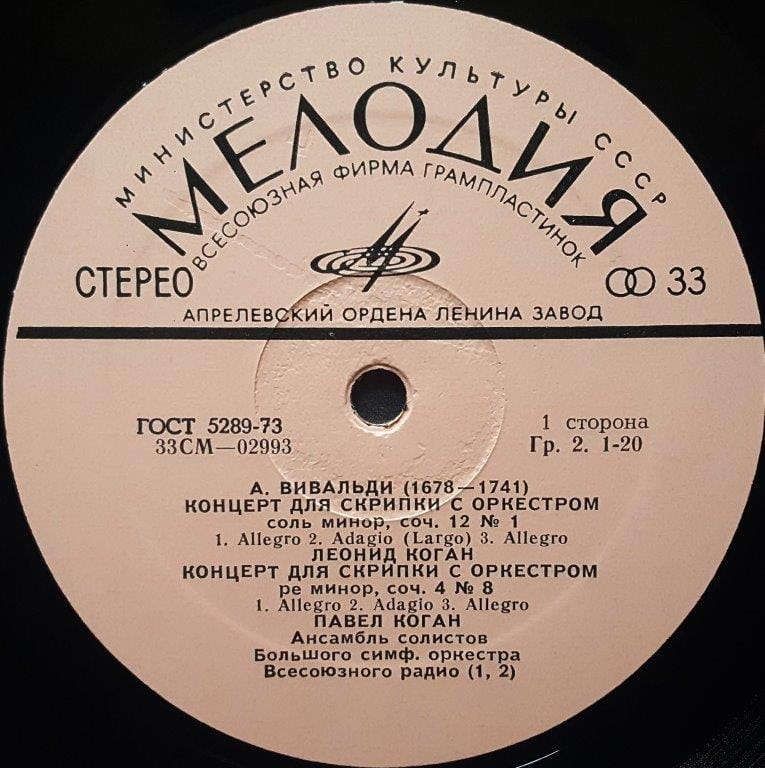 МИНИСТЕРСТВО КУЛЬТУРЫ СССР
МЕЛОДИЯ
ВСЕСОЮЗНАЯ ФИРМА ГРАМПЛАСТИНОК
СТЕРЕО 33
АПРЕЛЕВСКИЙ ОРДЕНА ЛЕНИНА ЗАВОД
ГОСТ 5289-73 1 сторона
33СМ—02993 Гр. 2. 1-20
А. ВИВАЛЬДИ (1678—1741)
КОНЦЕРТ ДЛЯ СКРИПКИ С ОРКЕСТРОМ
соль минор, соч. 12 № 1
1. Allegro 2. Adagio (Largo) 3. Allegro
ЛЕОНИД КОГАН
КОНЦЕРТ ДЛЯ СКРИПКИ С ОРКЕСТРОМ
ре минор, соч. 4 № 8
1. Allegro 2. Adagio 3. Allegro
ПАВЕЛ КОГАН
Ансамбль солистов
Большого симф. оркестра
Всесоюзного радио (1, 2)